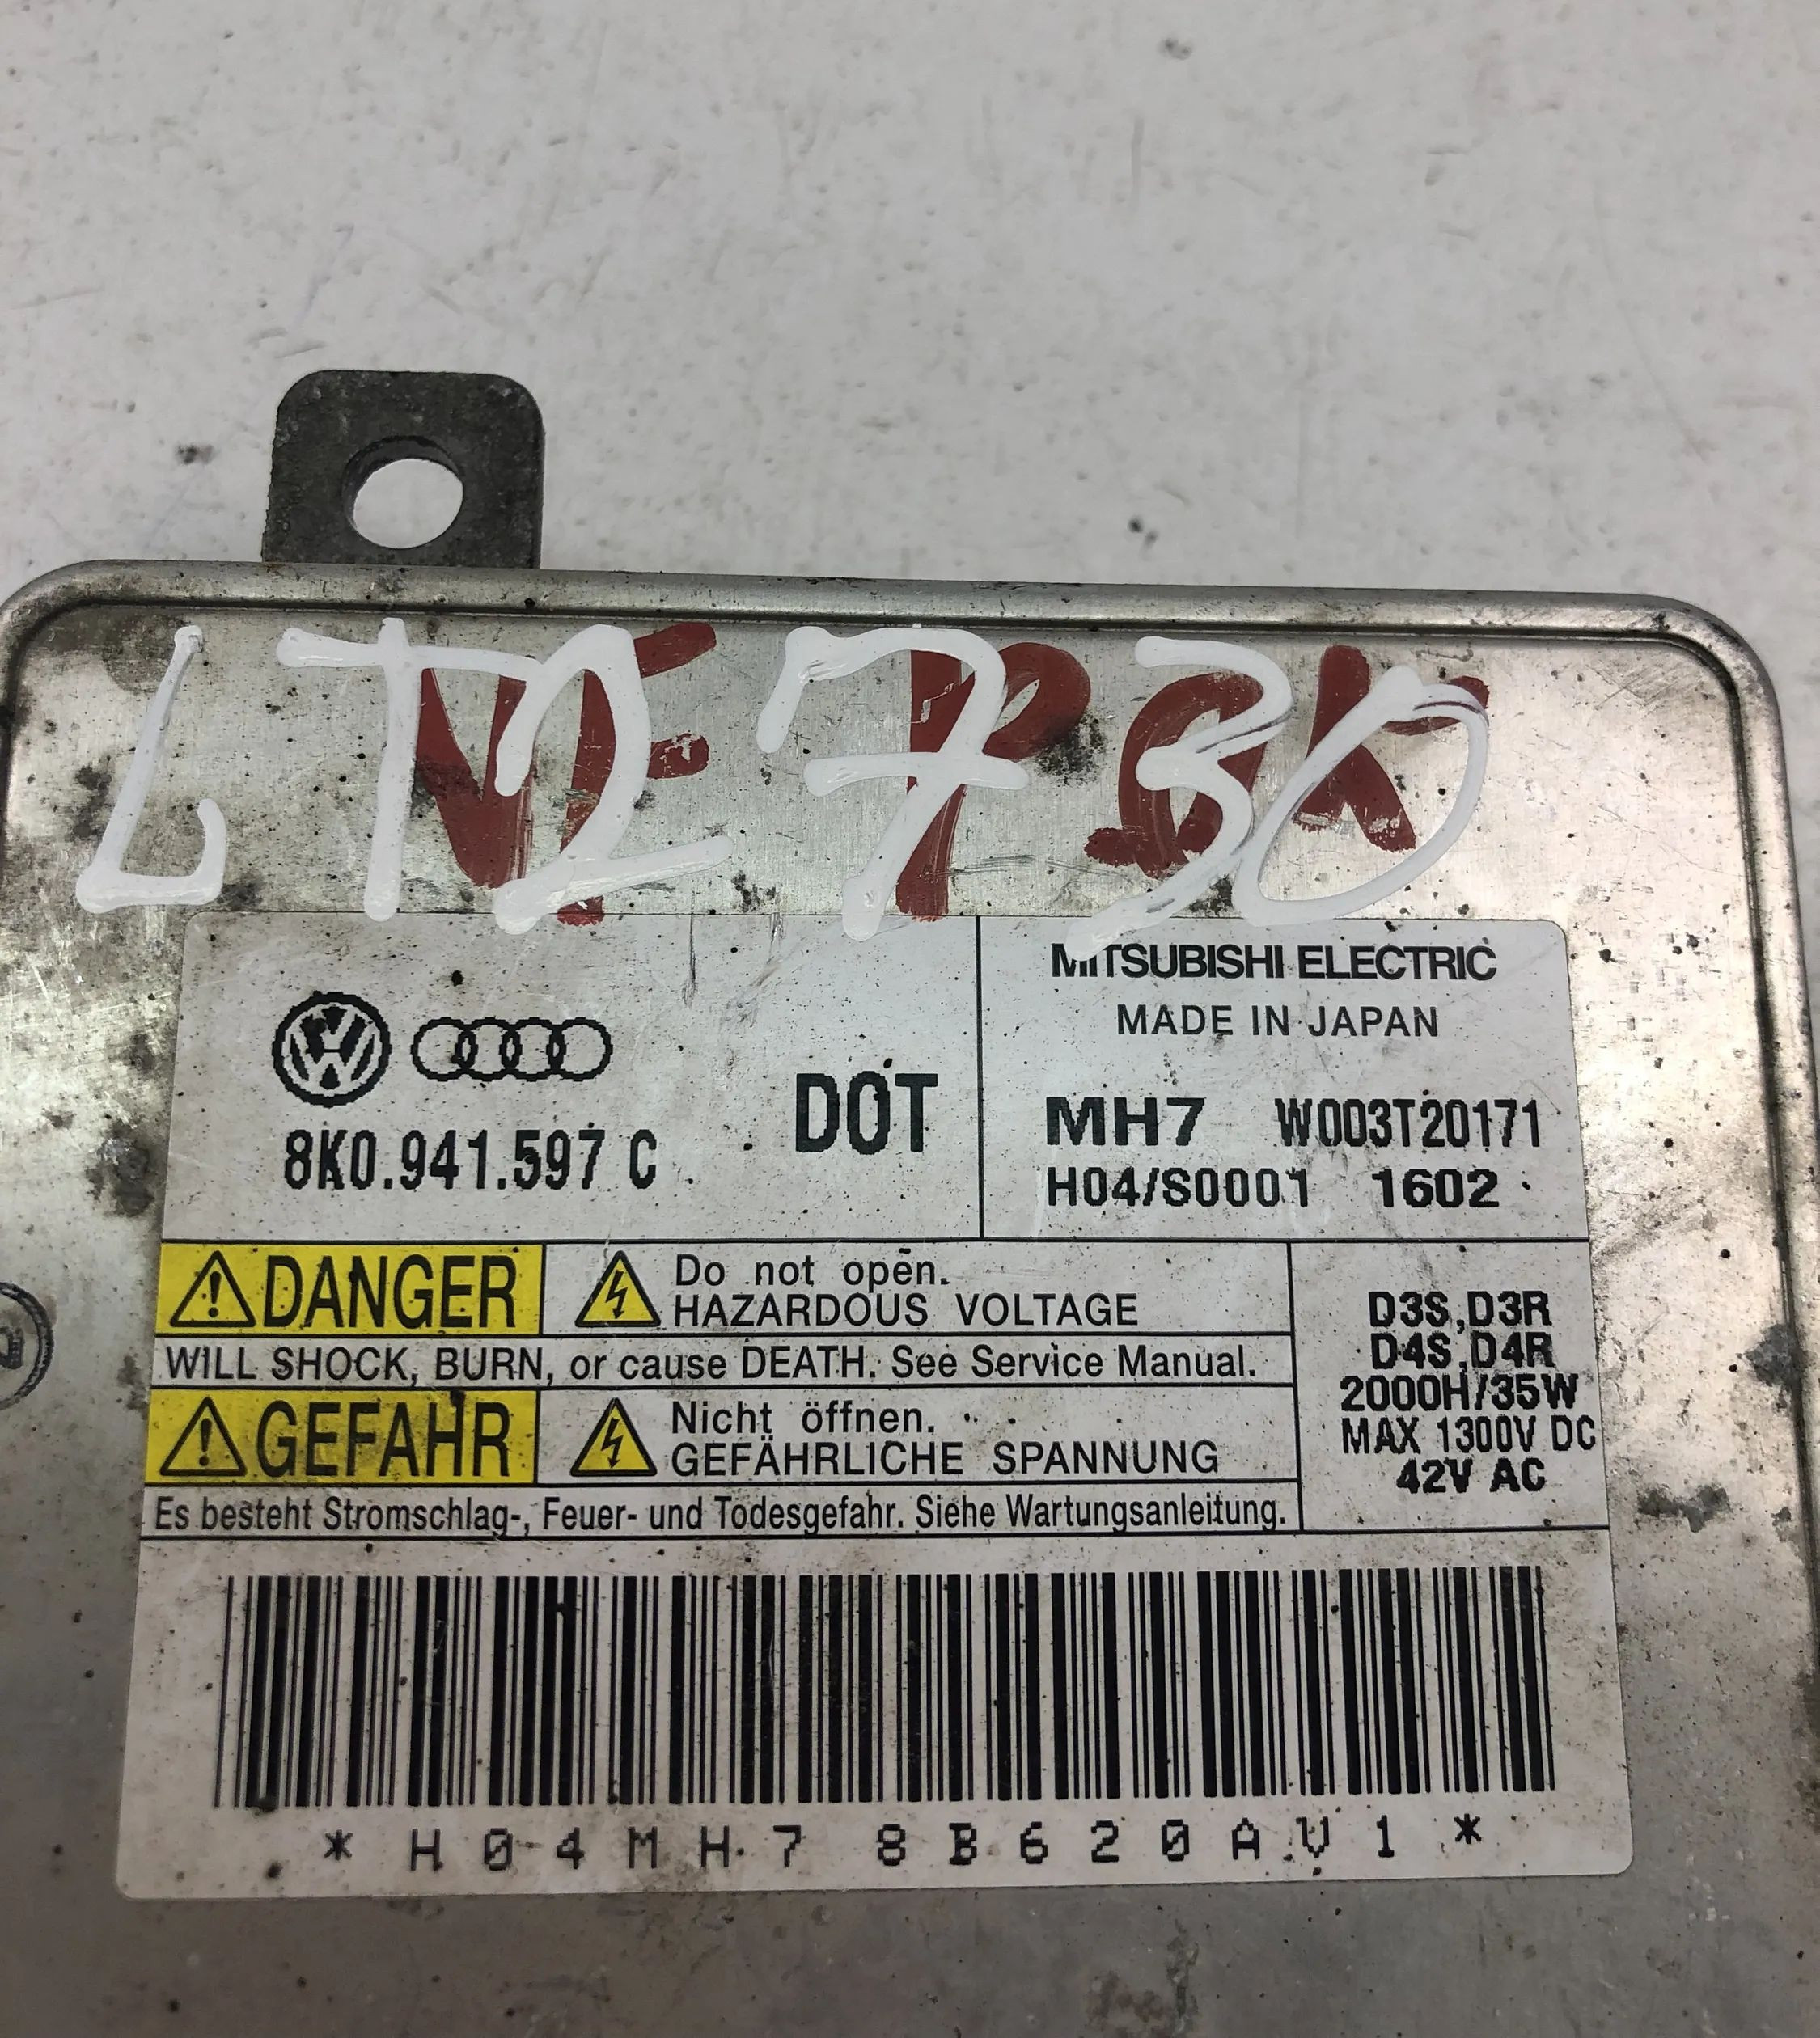 LT2730
8K0.941.597 C
DOT
MITSUBISHI ELECTRIC
MADE IN JAPAN
MH7 W003T20171
H04/S0001 1602
DANGER
Do not open.
HAZARDOUS VOLTAGE
WILL SHOCK, BURN, or cause DEATH. See Service Manual.
GEFAHR
Nicht öffnen.
GEFÄHRLICHE SPANNUNG
Es besteht Stromschlag-, Feuer- und Todesgefahr. Siehe Wartungsanleitung.
D3S,D3R
D4S,D4R
2000H/35W
MAX 1300V DC
42V AC
*H04MH7 8B620AV1*